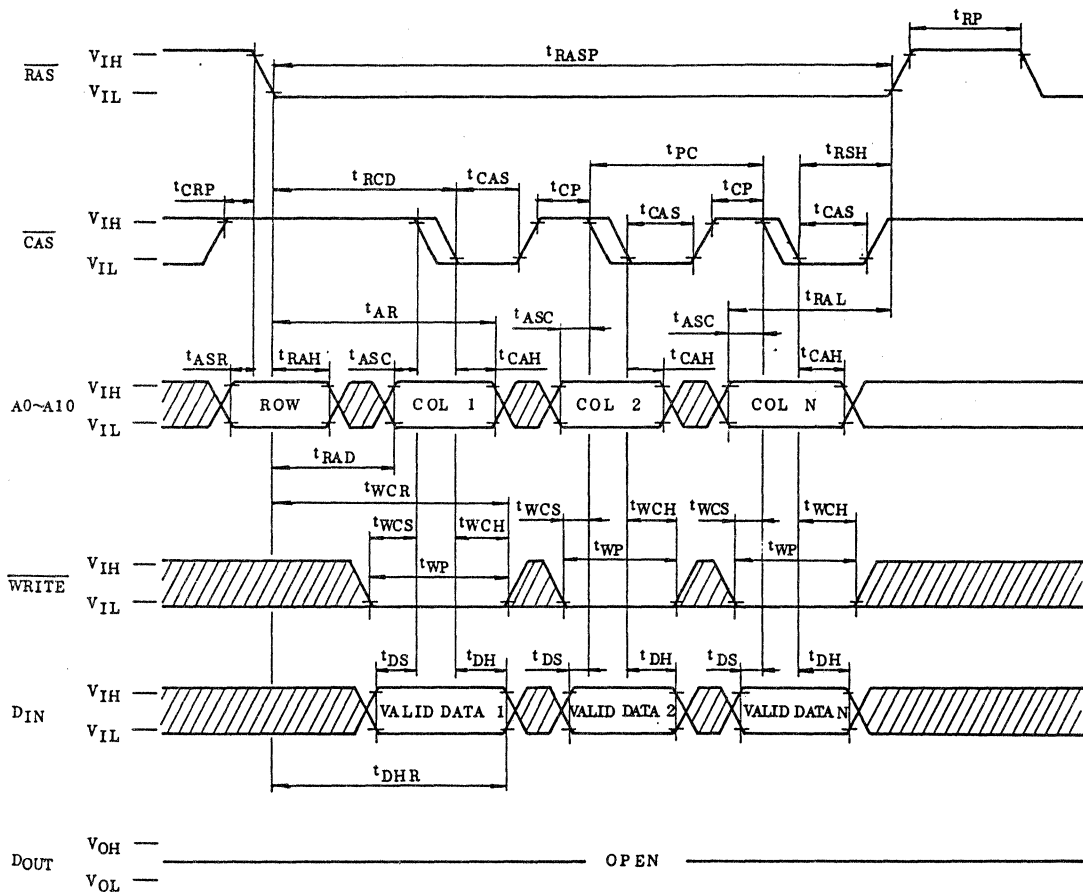 tRP
VIH
tRASP
RAS
VIL
tPC
tRSH
tCRP
tRCD
tCAS
tCP
tCP
VIH
tCAS
tCAS
CAS
VIL
tAR
tASC
tRAL
tASC
tASR
tRAH
tASC
tCAH
tCAH
tCAH
VIH
A0~A10
ROW
COL 1
COL 2
COL N
VIL
tRAD
tWCR
tWCS
tWCH
tWCS
tWCH
tWCS
tWCH
tWP
tWP
tWP
VIH
WRITE
VIL
tDS
tDH
tDS
tDH
tDS
tDH
VIH
DIN
VALID DATA 1
VALID DATA 2
VALID DATA N
VIL
tDHR
VOH
DOUT
OPEN
VOL